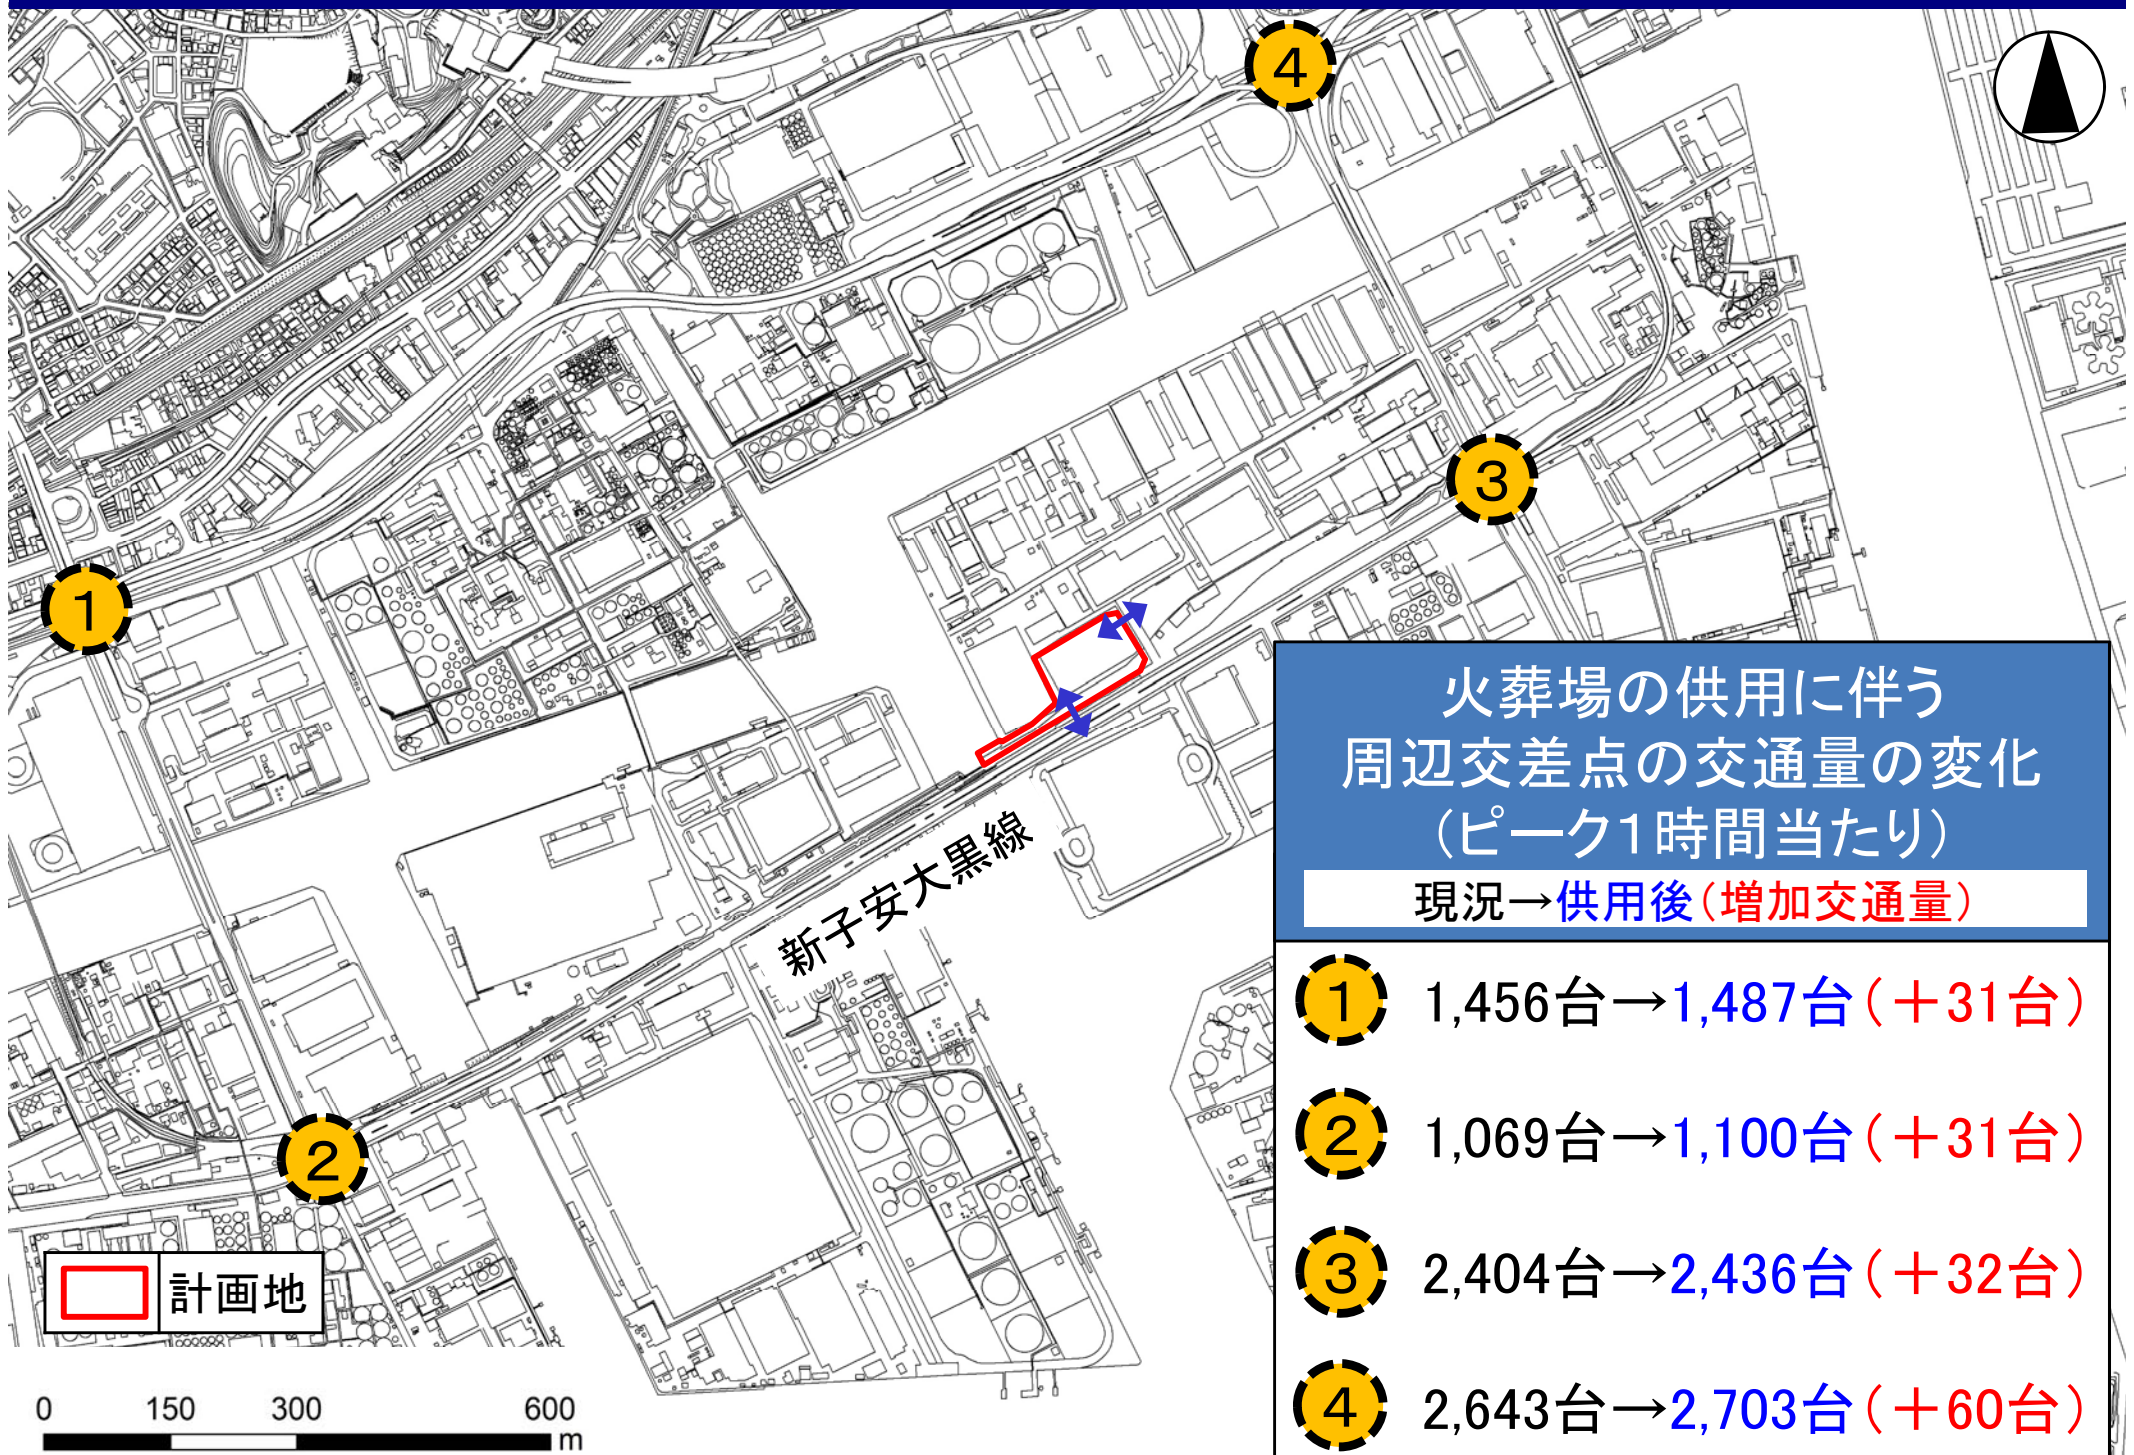 4
3
1
2
新子安大黒線
計画地
0 150 300 600
m
火葬場の供用に伴う
周辺交差点の交通量の変化
（ピーク1時間当たり）
現況→供用後（増加交通量）
1 1,456台→1,487台（＋31台）
2 1,069台→1,100台（＋31台）
3 2,404台→2,436台（＋32台）
4 2,643台→2,703台（＋60台）